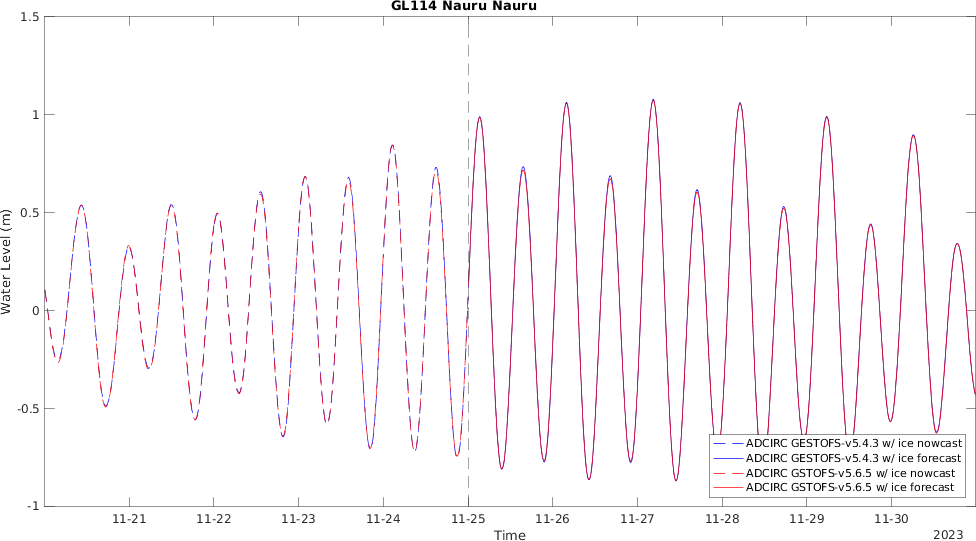 GL114 Nauru Nauru
1.5
1
0.5
0
-0.5
-1
Water Level (m)
11-21 11-22 11-23 11-24 11-25 11-26 11-27 11-28 11-29 11-30
Time
2023
ADCIRC GESTOFS-v5.4.3 w/ ice nowcast
ADCIRC GESTOFS-v5.4.3 w/ ice forecast
ADCIRC GSTOFS-v5.6.5 w/ ice nowcast
ADCIRC GSTOFS-v5.6.5 w/ ice forecast